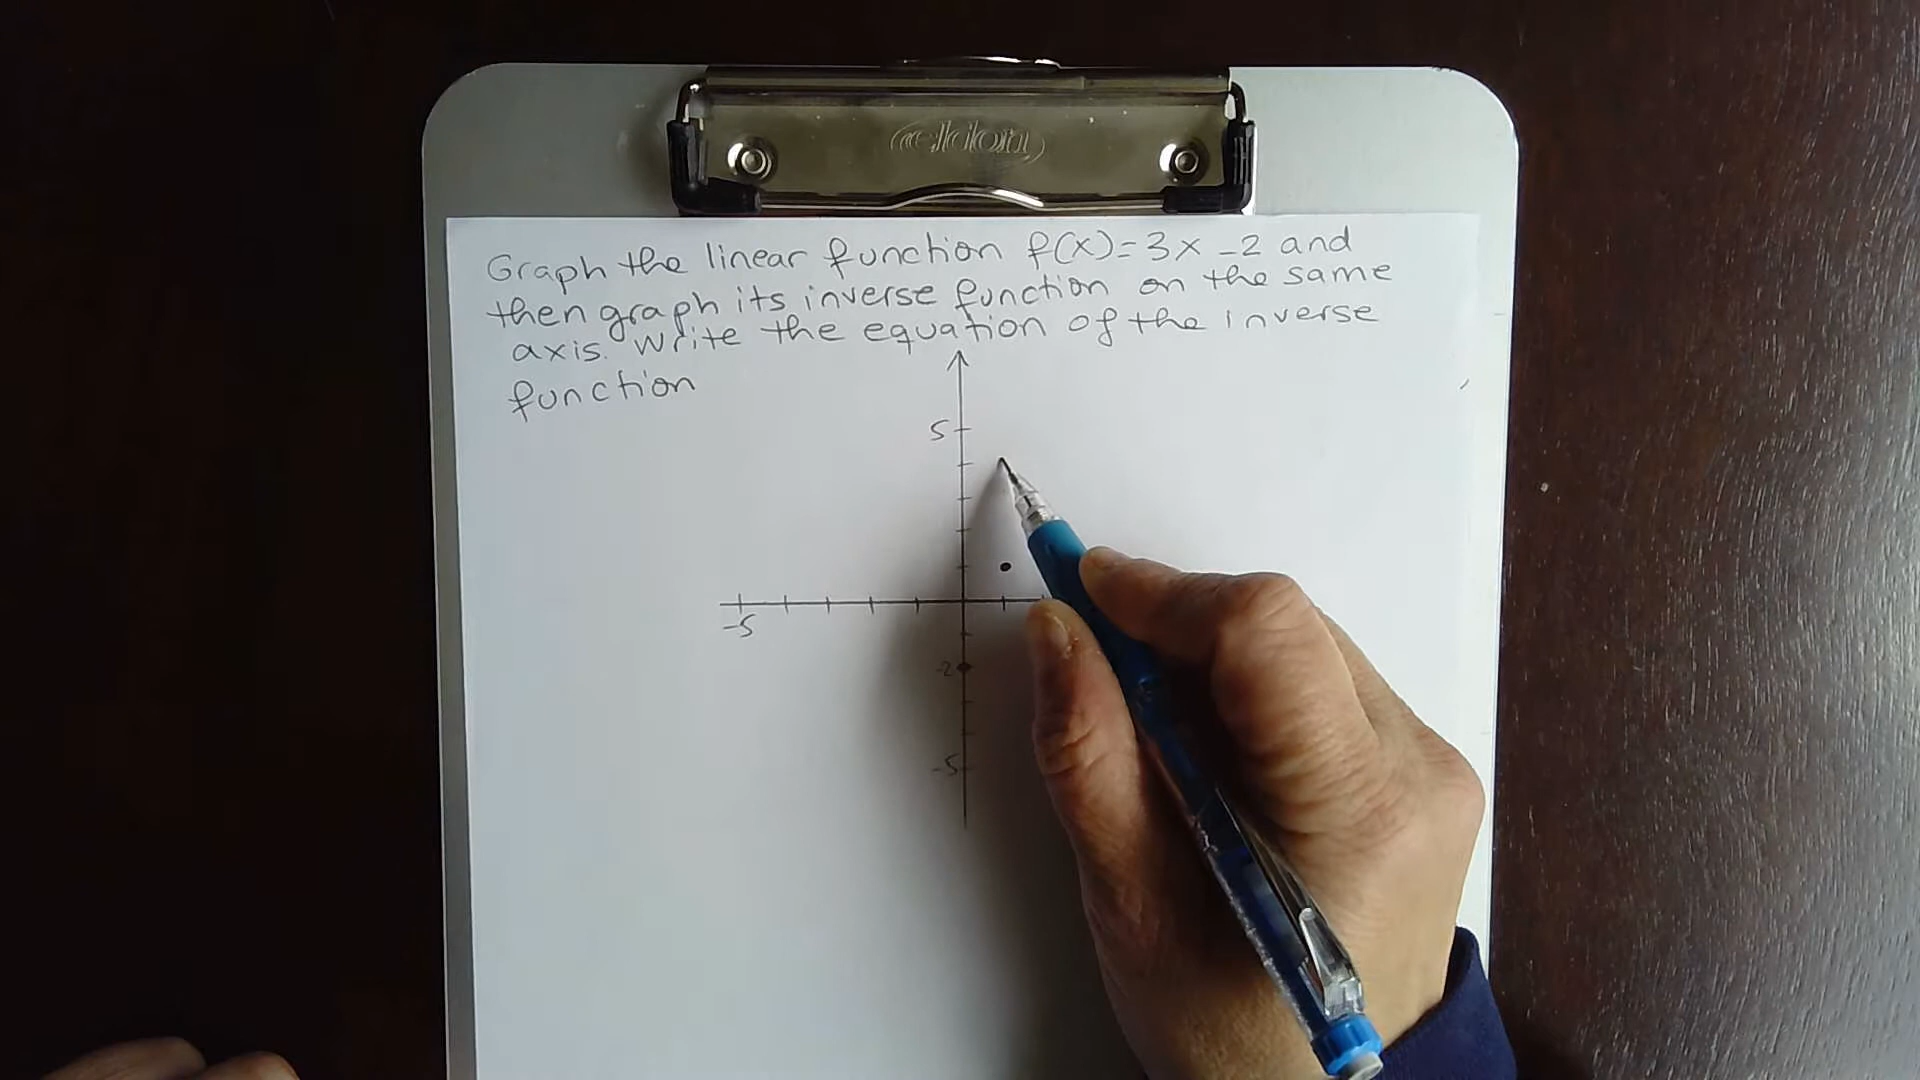 Graph the linear function f(x)=3x-2 and
then graph its inverse function on the same
axis. Write the equation of the inverse
function
5
-5
-2
-5